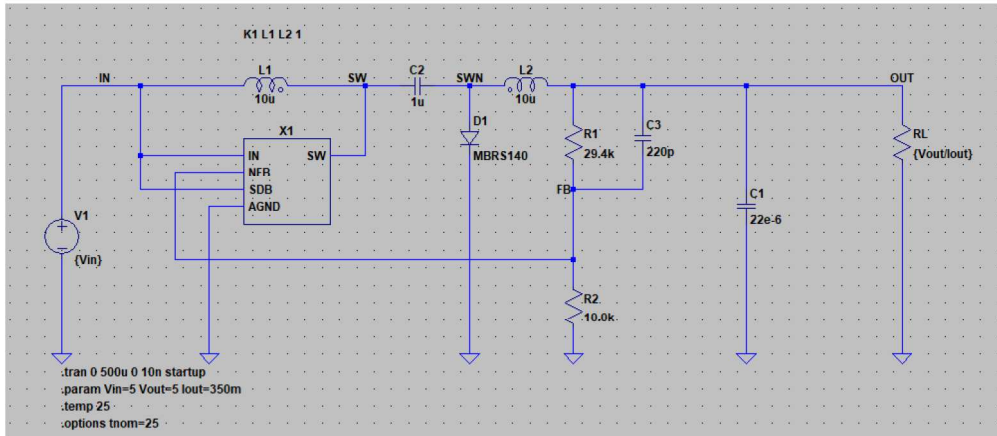 K1 L1 L2 1
IN
L1
10u
SW
C2
1u
SWN
L2
10u
OUT
X1
IN
SW
NFB
SDB
AGND
D1
MBRS140
R1
29.4k
C3
220p
FB
RL
{Vout/Iout}
C1
22e-6
V1
{Vin}
R2
10.0k
.tran 0 500u 0 10n startup
.param Vin=5 Vout=5 Iout=350m
.temp 25
.options tnom=25